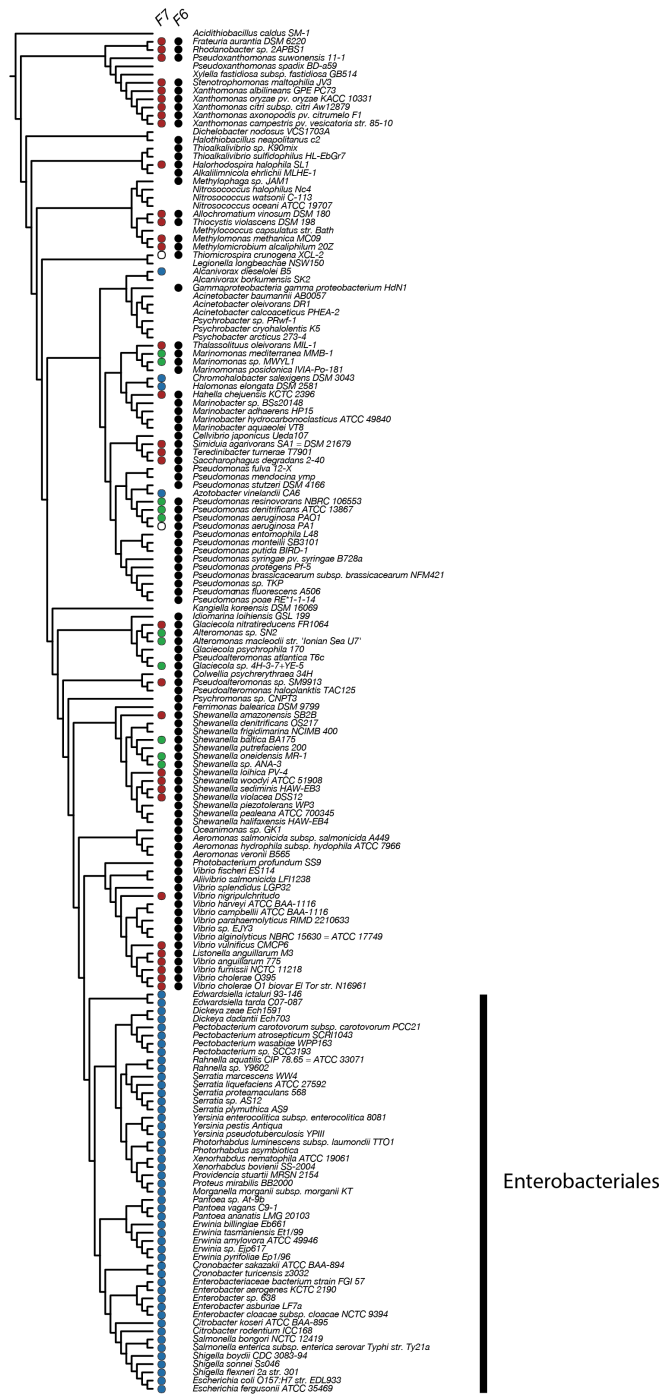 F7 F6
Acidithiobacillus caldus SM-1
Frateuria aurantia DSM 6220
Rhodanobacter sp. 2APBS1
Pseudoxanthomonas suwonensis 11-1
Pseudoxanthomonas spadix BD-a59
Xylella fastidiosa subsp. fastidiosa GB514
Stenotrophomonas maltophilia JV3
Xanthomonas albilineans GPE PC73
Xanthomonas oryzae pv. oryzae KACC 10331
Xanthomonas citri subsp. citri Aw12879
Xanthomonas axonopodis pv. citrumelo F1
Xanthomonas campestris pv. vesicatoria str. 85-10
Dichelobacter nodosus VCS1703A
Halothiobacillus neapolitanus c2
Thioalkalivibrio sp. K90mix
Thioalkalivibrio sulfidophilus HL-EbGr7
Halorhodospira halophila SL1
Alkalilimnicola ehrlichii MLHE-1
Methylophaga sp. JAM1
Nitrosococcus halophilus Nc4
Nitrosococcus watsonii C-113
Nitrosococcus oceani ATCC 19707
Allochromatium vinosum DSM 180
Thiocystis violascens DSM 198
Methylococcus capsulatus str. Bath
Methylomonas methanica MC09
Methylomicrobium alcaliphilum 20Z
Thiomicrospira crunogena XCL-2
Legionella longbeachae NSW150
Alcanivorax dieselolei B5
Alcanivorax borkumensis SK2
Gammaproteobacteria gamma proteobacterium HdN1
Acinetobacter baumannii AB0057
Acinetobacter oleivorans DR1
Acinetobacter calcoaceticus PHEA-2
Psychrobacter sp. PRwf-1
Psychrobacter cryohalolentis K5
Psychobacter arcticus 273-4
Thalassolituus oleivorans MIL-1
Marinomonas mediterranea MMB-1
Marinomonas sp. MWYL1
Marinomonas posidonica IVIA-Po-181
Chromohalobacter salexigens DSM 3043
Halomonas elongata DSM 2581
Hahella chejuensis KCTC 2396
Marinobacter sp. BSs20148
Marinobacter adhaerens HP15
Marinobacter hydrocarbonoclasticus ATCC 49840
Marinobacter aquaeolei VT8
Cellvibrio japonicus Ueda107
Simiduia agarivorans SA1 = DSM 21679
Teredinibacter turnerae T7901
Saccharophagus degradans 2-40
Pseudomonas fulva 12-X
Pseudomonas mendocina ymp
Pseudomonas stutzeri DSM 4166
Azotobacter vinelandii CA6
Pseudomonas resinovorans NBRC 106553
Pseudomonas denitrificans ATCC 13867
Pseudomonas aeruginosa PAO1
Pseudomonas aeruginosa PA1
Pseudomonas entomophila L48
Pseudomonas monteilii SB3101
Pseudomonas putida BIRD-1
Pseudomonas syringae pv. syringae B728a
Pseudomonas protegens Pf-5
Pseudomonas brassicacearum subsp. brassicacearum NFM421
Pseudomonas sp. TKP
Pseudomonas fluorescens A506
Pseudomonas poae RE*1-1-14
Kangiella koreensis DSM 16069
Idiomarina loihiensis GSL 199
Glaciecola nitratireducens FR1064
Alteromonas sp. SN2
Alteromonas macleodii str. 'Ionian Sea U7'
Glaciecola psychrophila 170
Pseudoalteromonas atlantica T6c
Glaciecola sp. 4H-3-7+YE-5
Colwellia psychrerythraea 34H
Pseudoalteromonas sp. SM9913
Pseudoalteromonas haloplanktis TAC125
Psychromonas sp. CNPT3
Ferrimonas balearica DSM 9799
Shewanella amazonensis SB2B
Shewanella denitrificans OS217
Shewanella frigidimarina NCIMB 400
Shewanella baltica BA175
Shewanella putrefaciens 200
Shewanella oneidensis MR-1
Shewanella sp. ANA-3
Shewanella loihica PV-4
Shewanella woodyi ATCC 51908
Shewanella sediminis HAW-EB3
Shewanella violacea DSS12
Shewanella piezotolerans WP3
Shewanella pealeana ATCC 700345
Shewanella halifaxensis HAW-EB4
Oceanimonas sp. GK1
Aeromonas salmonicida subsp. salmonicida A449
Aeromonas hydrophila subsp. hydophila ATCC 7966
Aeromonas veronii B565
Photobacterium profundum SS9
Vibrio fischeri ES114
Aliivibrio salmonicida LFI1238
Vibrio splendidus LGP32
Vibrio nigripulchritudo
Vibrio harveyi ATCC BAA-1116
Vibrio campbellii ATCC BAA-1116
Vibrio parahaemolyticus RIMD 2210633
Vibrio sp. EJY3
Vibrio alginolyticus NBRC 15630 = ATCC 17749
Vibrio vulnificus CMCP6
Listonella anguillarum M3
Vibrio anguillarum 775
Vibrio furnissii NCTC 11218
Vibrio cholerae O395
Vibrio cholerae O1 biovar El Tor str. N16961
Edwardsiella ictaluri 93-146
Edwardsiella tarda C07-087
Dickeya zeae Ech1591
Dickeya dadantii Ech703
Pectobacterium carotovorum subsp. carotovorum PCC21
Pectobacterium atrosepticum SCRI1043
Pectobacterium wasabiae WPP163
Pectobacterium sp. SCC3193
Rahnella aquatilis CIP 78.65 = ATCC 33071
Rahnella sp. Y9602
Serratia marcescens WW4
Serratia liquefaciens ATCC 27592
Serratia proteamaculans 568
Serratia sp. AS12
Serratia plymuthica AS9
Yersinia enterocolitica subsp. enterocolitica 8081
Yersinia pestis Antiqua
Yersinia pseudotuberculosis YPIII
Photorhabdus luminescens subsp. laumondii TTO1
Photorhabdus asymbiotica
Xenorhabdus nematophila ATCC 19061
Xenorhabdus bovienii SS-2004
Providencia stuartii MRSN 2154
Proteus mirabilis BB2000
Morganella morganii subsp. morganii KT
Pantoea sp. At-9b
Pantoea vagans C9-1
Pantoea ananatis LMG 20103
Erwinia billingiae Eb661
Erwinia tasmaniensis Et1/99
Erwinia amylovora ATCC 49946
Erwinia sp. Ejp617
Erwinia pyrifoliae Ep1/96
Cronobacter sakazakii ATCC BAA-894
Cronobacter turicensis z3032
Enterobacteriaceae bacterium strain FGI 57
Enterobacter aerogenes KCTC 2190
Enterobacter sp. 638
Enterobacter asburiae LF7a
Enterobacter cloacae subsp. cloacae NCTC 9394
Citrobacter koseri ATCC BAA-895
Citrobacter rodentium ICC168
Salmonella bongori NCTC 12419
Salmonella enterica subsp. enterica serovar Typhi str. Ty21a
Shigella boydii CDC 3083-94
Shigella sonnei Ss046
Shigella flexneri 2a str. 301
Escherichia coli O157:H7 str. EDL933
Escherichia fergusonii ATCC 35469
Enterobacteriales